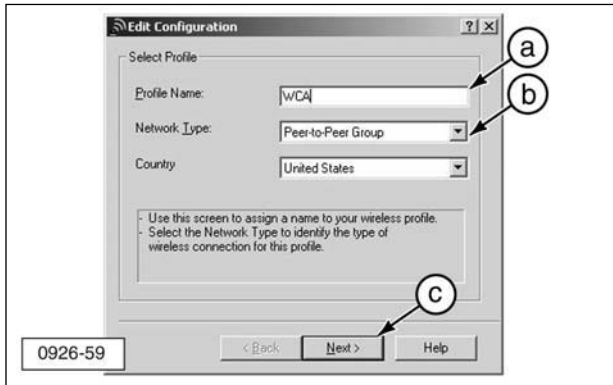 Edit Configuration
Select Profile
Profile Name: WCA
Network Type: Peer-to-Peer Group
Country United States
- Use this screen to assign a name to your wireless profile.
- Select the Network Type to identify the type of
wireless connection for this profile.
< Back Next > Help
a
b
c
0926-59